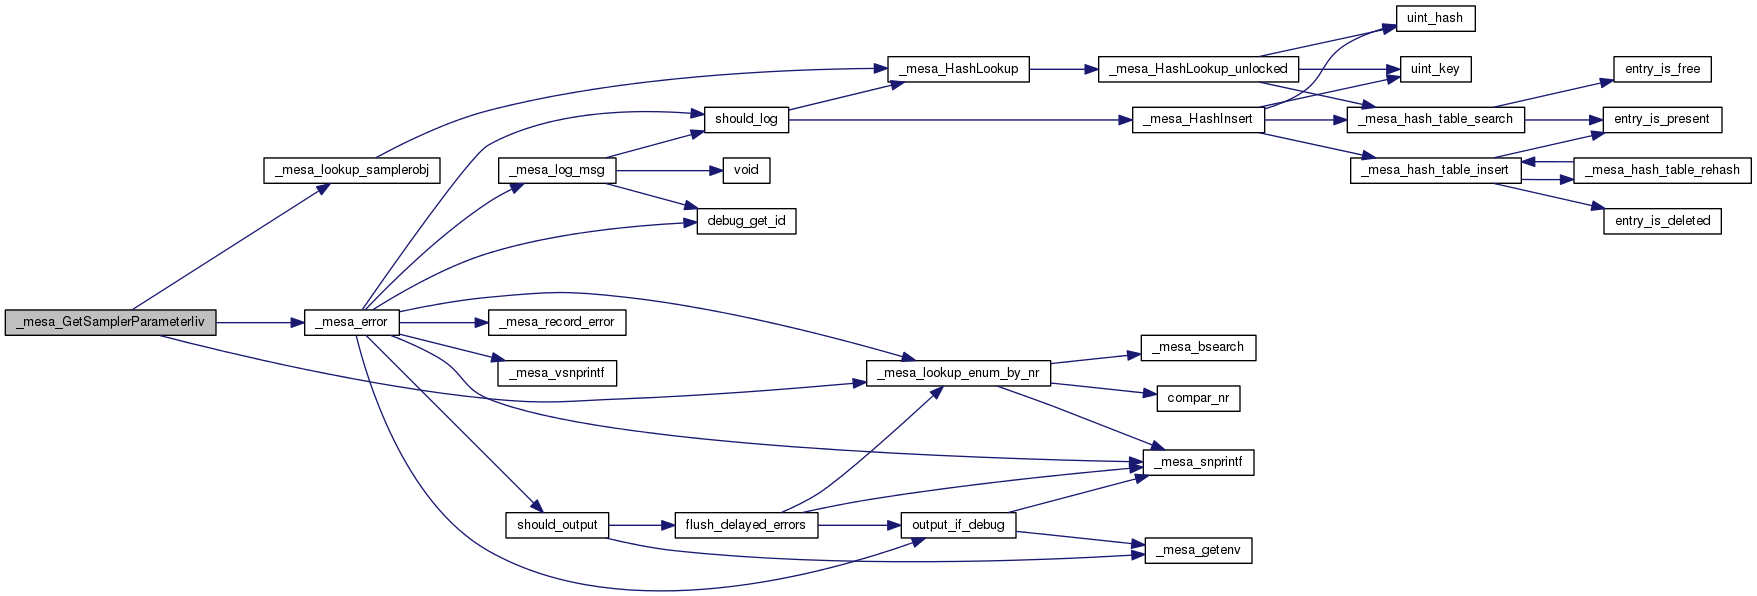 uint_hash
_mesa_HashLookup
_mesa_HashLookup_unlocked
uint_key
entry_is_free
should_log
_mesa_HashInsert
_mesa_hash_table_search
entry_is_present
_mesa_lookup_samplerobj
_mesa_log_msg
void
_mesa_hash_table_insert
_mesa_hash_table_rehash
debug_get_id
entry_is_deleted
_mesa_GetSamplerParameterIiv
_mesa_error
_mesa_record_error
_mesa_bsearch
_mesa_vsnprintf
_mesa_lookup_enum_by_nr
compar_nr
_mesa_snprintf
should_output
flush_delayed_errors
output_if_debug
_mesa_getenv